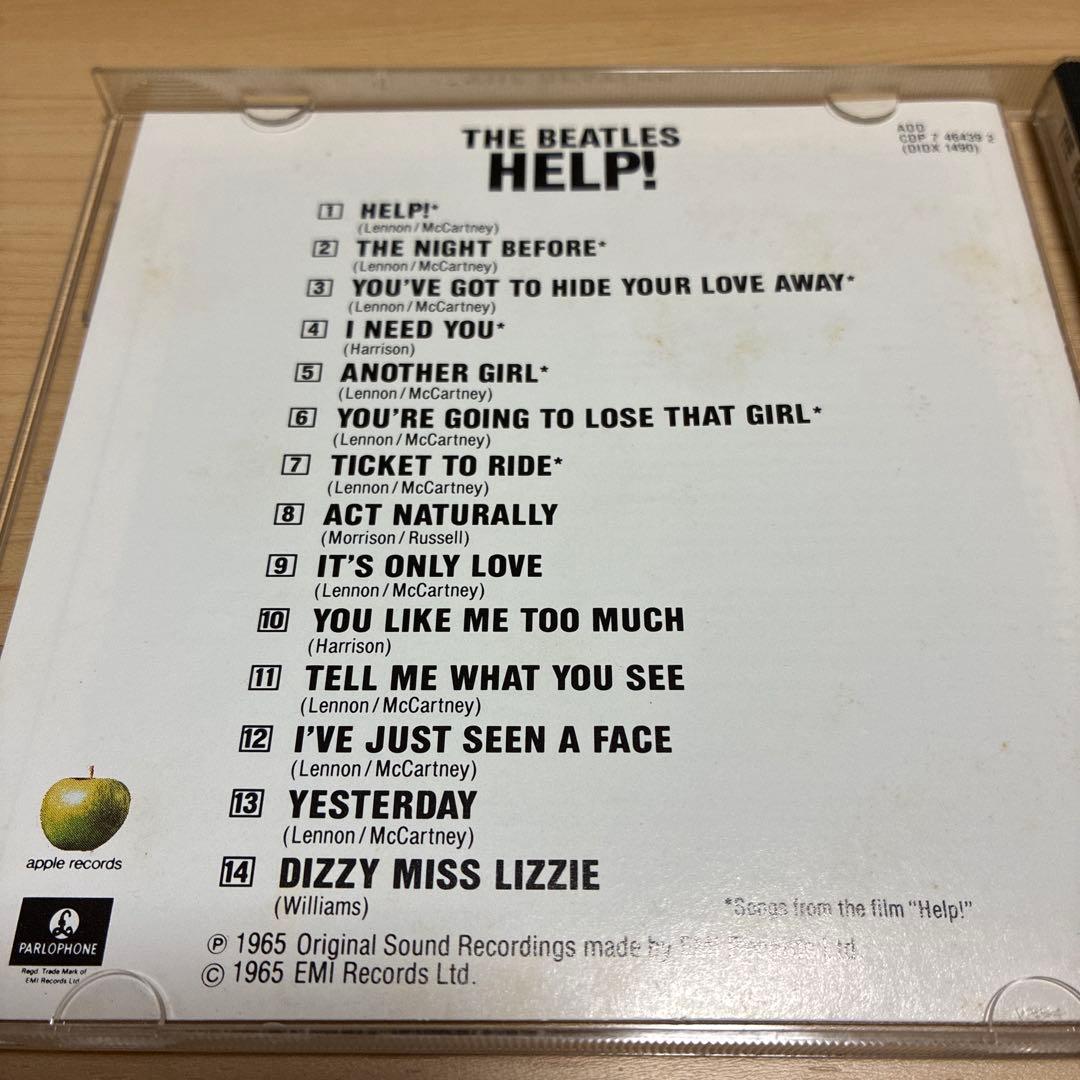 THE BEATLES
HELP!
ADD
CDP 7 46439 2
(DIDX 1490)
1 HELP!*
(Lennon/McCartney)
2 THE NIGHT BEFORE*
(Lennon/McCartney)
3 YOU'VE GOT TO HIDE YOUR LOVE AWAY*
(Lennon/McCartney)
4 I NEED YOU*
(Harrison)
5 ANOTHER GIRL*
(Lennon/McCartney)
6 YOU'RE GOING TO LOSE THAT GIRL*
(Lennon/McCartney)
7 TICKET TO RIDE*
(Lennon/McCartney)
8 ACT NATURALLY
(Morrison/Russell)
9 IT'S ONLY LOVE
(Lennon/McCartney)
10 YOU LIKE ME TOO MUCH
(Harrison)
11 TELL ME WHAT YOU SEE
(Lennon/McCartney)
12 I'VE JUST SEEN A FACE
(Lennon/McCartney)
13 YESTERDAY
(Lennon/McCartney)
14 DIZZY MISS LIZZIE
(Williams)
apple records
PARLOPHONE
Regd. Trade Mark of
EMI Records Ltd
*Songs from the film "Help!"
℗ 1965 Original Sound Recordings made by EMI Ltd.
© 1965 EMI Records Ltd.